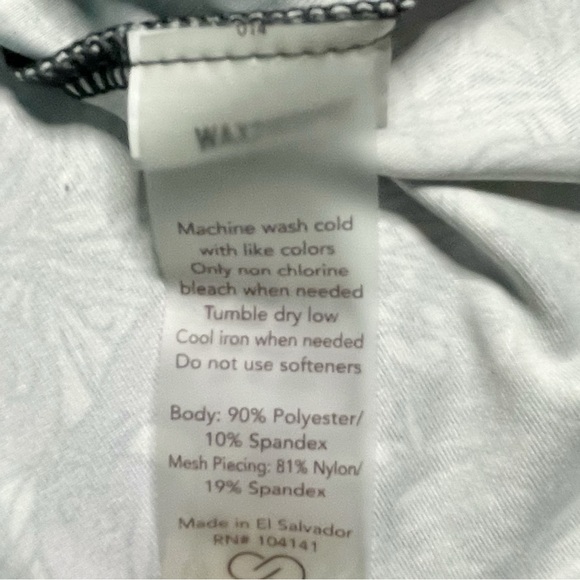 014
Machine wash cold
with like colors
Only non chlorine
bleach when needed
Tumble dry low
Cool iron when needed
Do not use softeners
Body: 90% Polyester/
10% Spandex
Mesh Piecing: 81% Nylon/
19% Spandex
Made in El Salvador
RN# 104141